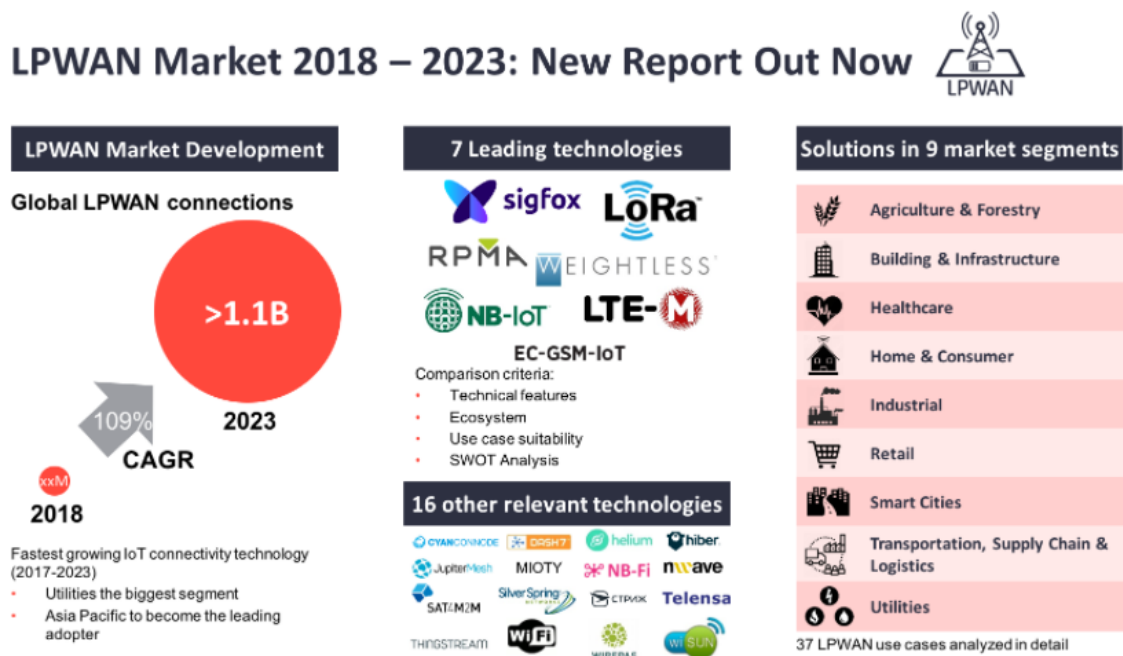 LPWAN Market 2018 – 2023: New Report Out Now
LPWAN
LPWAN Market Development
Global LPWAN connections
>1.1B
2023
109%
CAGR
xxM
2018
Fastest growing IoT connectivity technology
(2017-2023)
• Utilities the biggest segment
• Asia Pacific to become the leading
adopter
7 Leading technologies
sigfox LoRa™
RPMA WEIGHTLESS
NB-IoT LTE-M
EC-GSM-IoT
Comparison criteria:
• Technical features
• Ecosystem
• Use case suitability
• SWOT Analysis
16 other relevant technologies
CYANCONNODE DASH7 helium hiber
JupiterMesh MIOTY NB-Fi nwave
SAT4M2M Silver Spring NETWORKS СТРИЖ Telensa
THINGSTREAM WiFi WI SUN
Solutions in 9 market segments
Agriculture & Forestry
Building & Infrastructure
Healthcare
Home & Consumer
Industrial
Retail
Smart Cities
Transportation, Supply Chain &
Logistics
Utilities
37 LPWAN use cases analyzed in detail